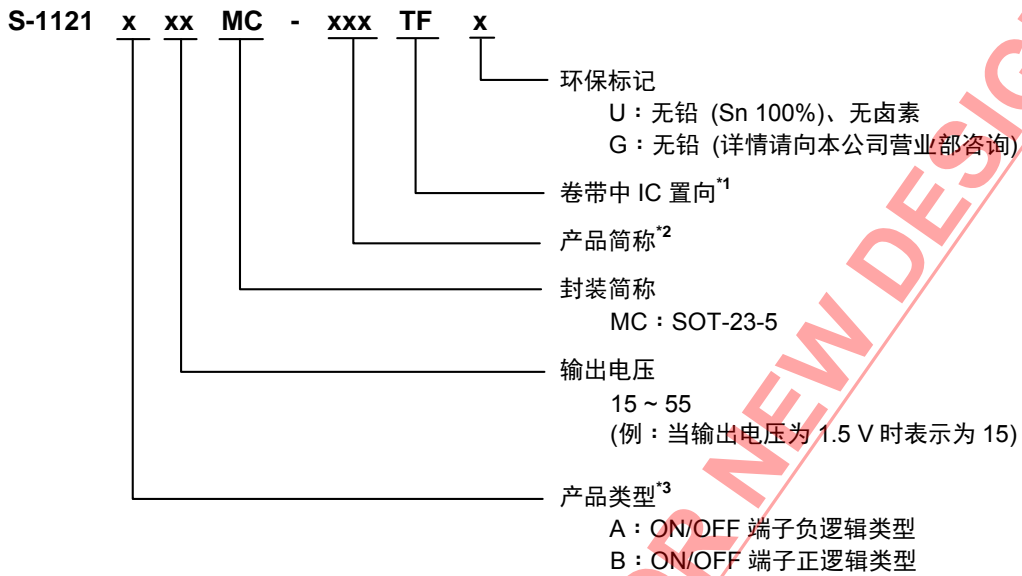 S-1121 x xx MC - xxx TF x
环保标记
U：无铅 (Sn 100%)、无卤素
G：无铅 (详情请向本公司营业部咨询)
卷带中 IC 置向*1
产品简称*2
封装简称
MC：SOT-23-5
输出电压
15 ~ 55
(例：当输出电压为 1.5 V 时表示为 15)
产品类型*3
A：ON/OFF 端子负逻辑类型
B：ON/OFF 端子正逻辑类型
OR NEW DESIG